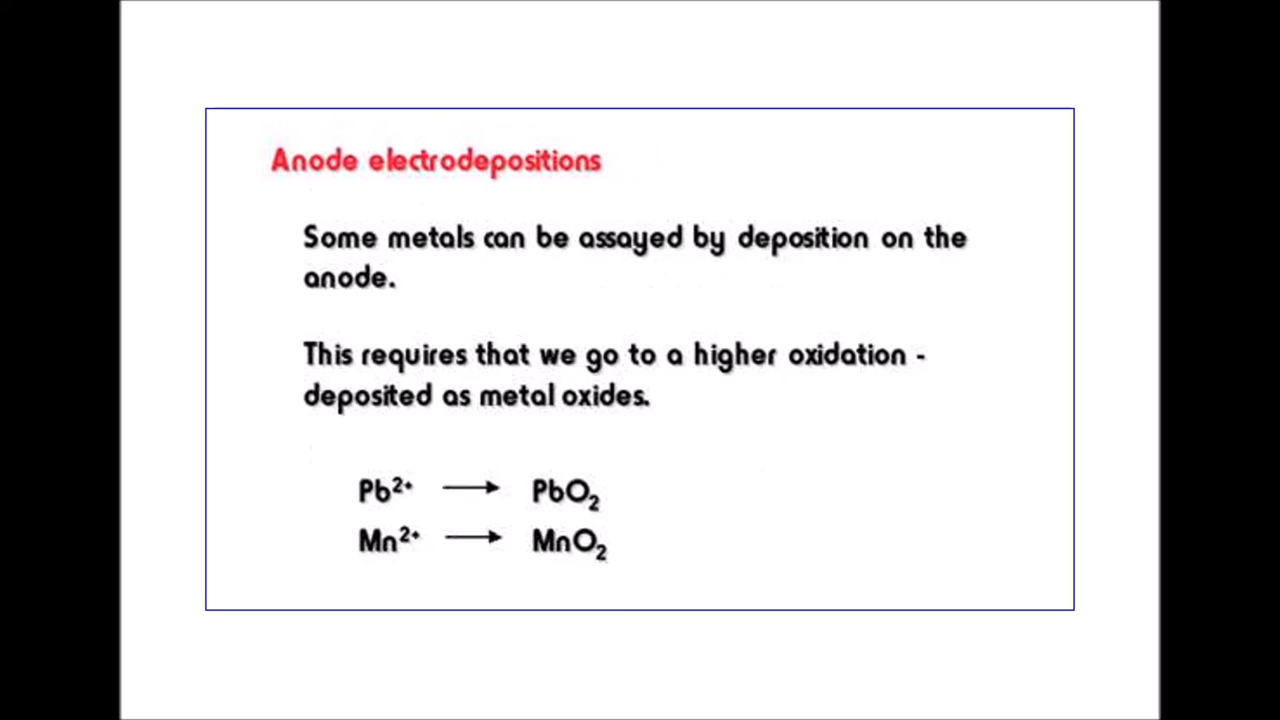 Anode electrodepositions
Some metals can be assayed by deposition on the
anode.
This requires that we go to a higher oxidation -
deposited as metal oxides.
Pb²⁺ ⟶ PbO₂
Mn²⁺ ⟶ MnO₂